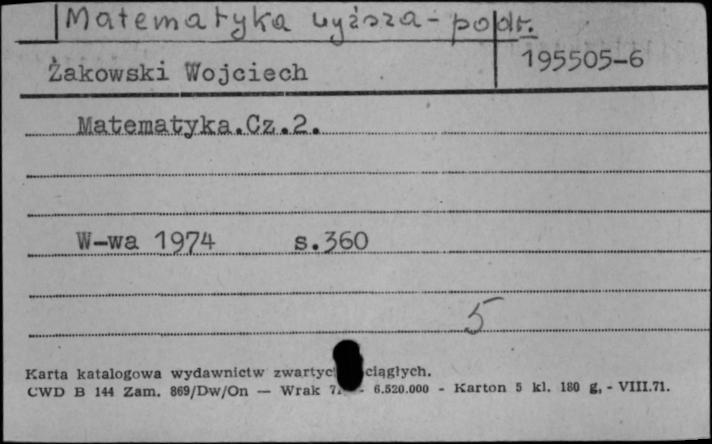 Matematyka wyższa - podr.
Żakowski Wojciech
195505-6
Matematyka.Cz.2.
W-wa 1974 s.360
5
Karta katalogowa wydawnictw ciągłych.
CWD B 144 Zam. 869/Dw/On — Wrak - 6.520.000 - Karton 5 kl. 180 g, - VIII.71.